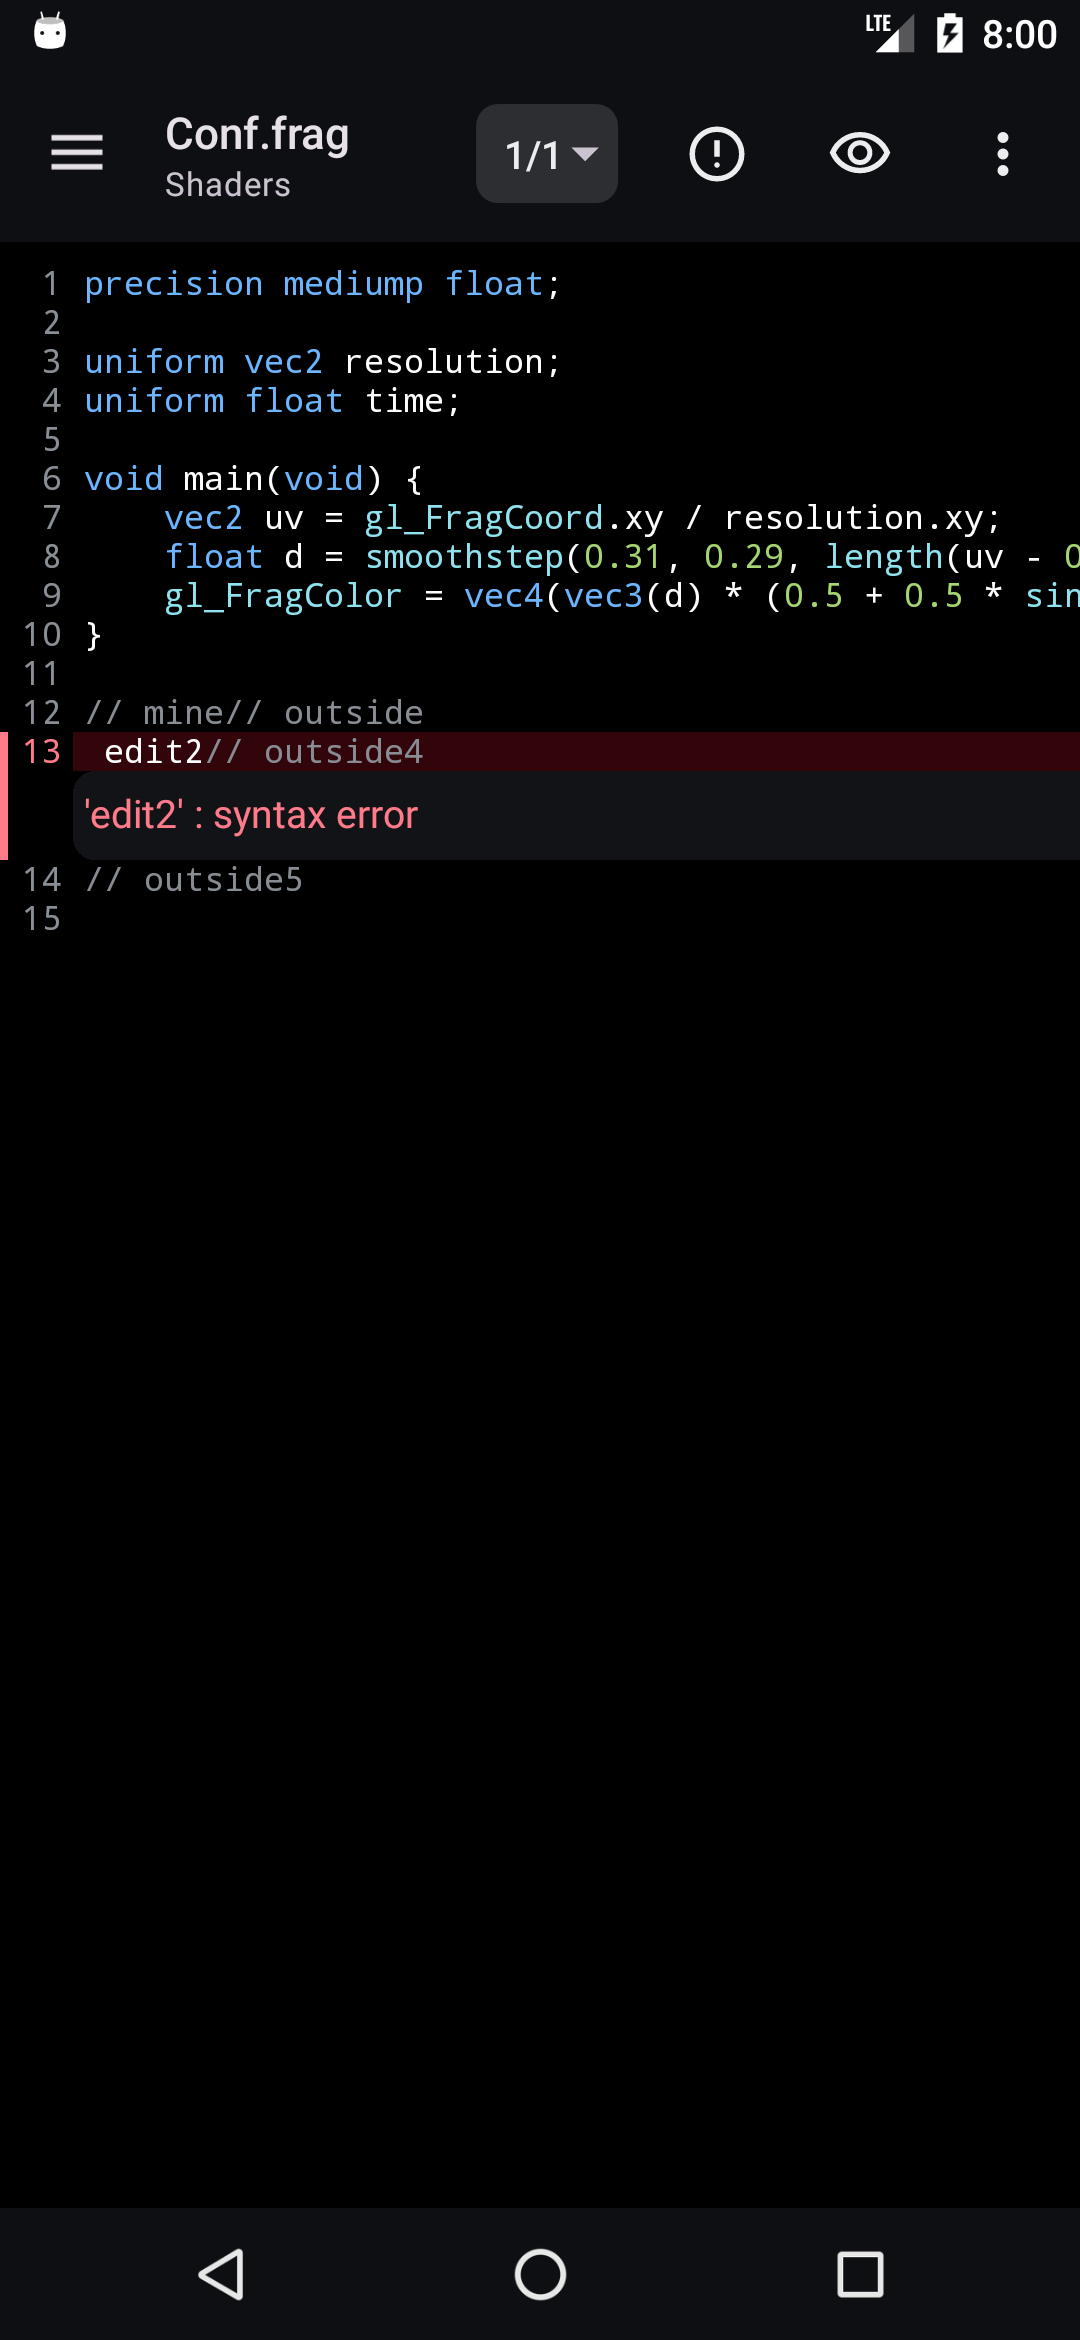 LTE 8:00
Conf.frag
Shaders
1/1
1 precision mediump float;
2
3 uniform vec2 resolution;
4 uniform float time;
5
6 void main(void) {
7     vec2 uv = gl_FragCoord.xy / resolution.xy;
8     float d = smoothstep(0.31, 0.29, length(uv - 0
9     gl_FragColor = vec4(vec3(d) * (0.5 + 0.5 * sin
10 }
11
12 // mine// outside
13  edit2// outside4
'edit2' : syntax error
14 // outside5
15